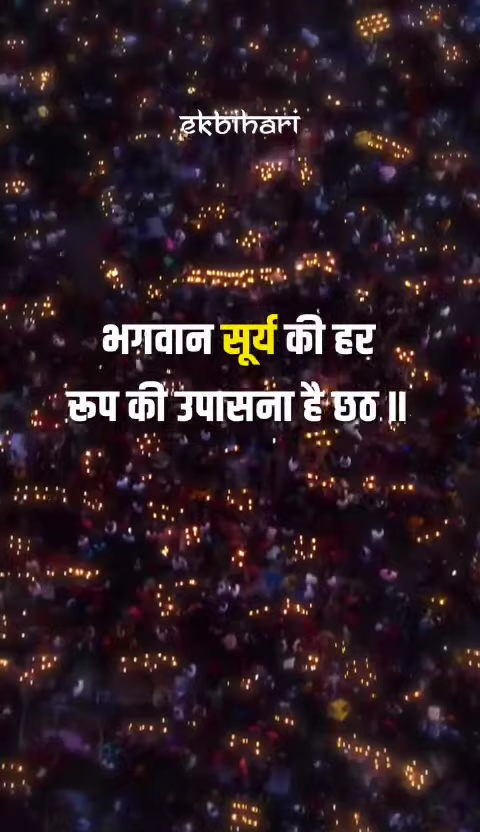 ekbihari
भगवान सूर्य की हर
रूप की उपासना है छठ॥